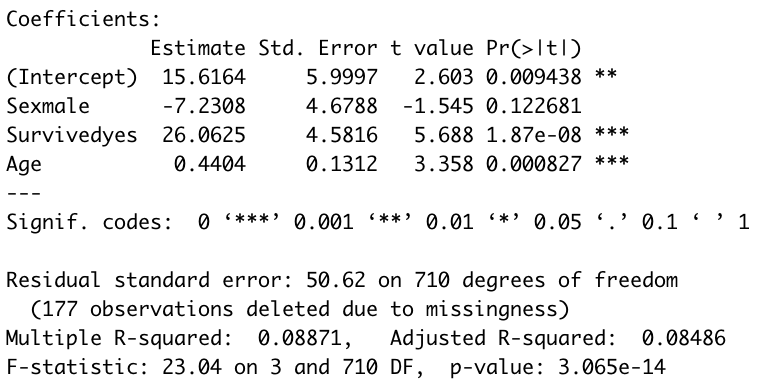 Coefficients:
            Estimate Std. Error t value Pr(>|t|)
(Intercept)  15.6164     5.9997   2.603 0.009438 **
Sexmale      -7.2308     4.6788  -1.545 0.122681
Survivedyes  26.0625     4.5816   5.688 1.87e-08 ***
Age           0.4404     0.1312   3.358 0.000827 ***
---
Signif. codes:  0 ‘***’ 0.001 ‘**’ 0.01 ‘*’ 0.05 ‘.’ 0.1 ‘ ’ 1
Residual standard error: 50.62 on 710 degrees of freedom
  (177 observations deleted due to missingness)
Multiple R-squared:  0.08871,	Adjusted R-squared:  0.08486
F-statistic: 23.04 on 3 and 710 DF,  p-value: 3.065e-14